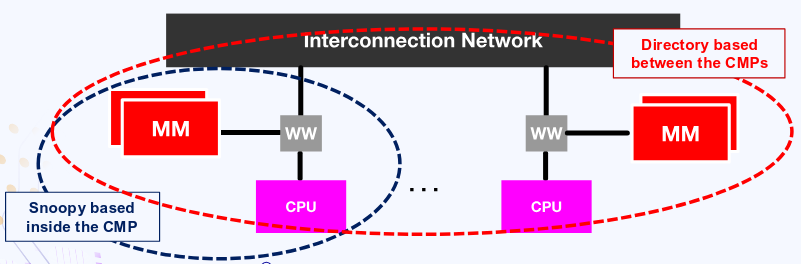 Interconnection Network
Directory based
between the CMPs
MM
WW
WW
MM
CPU
...
CPU
Snoopy based
inside the CMP